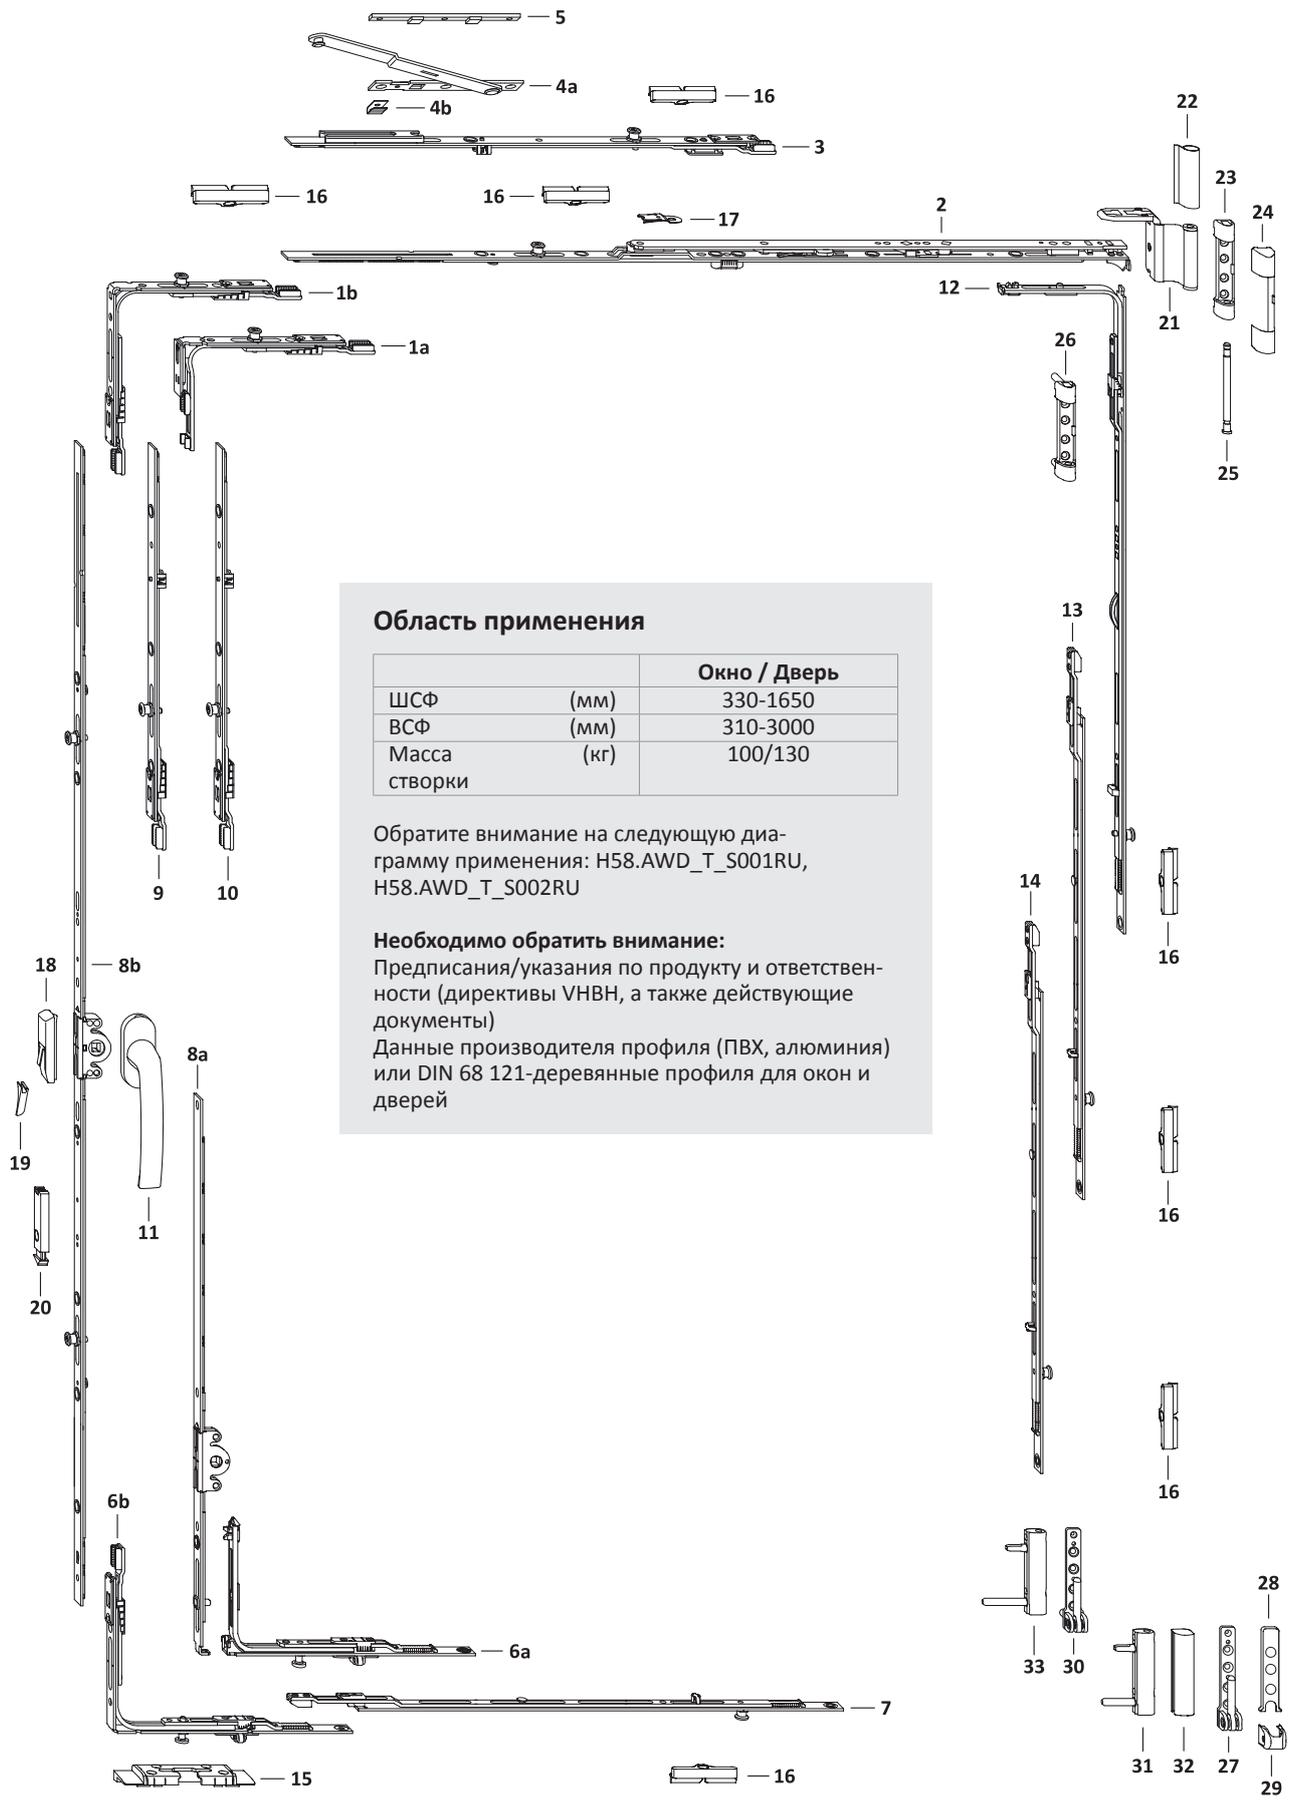 5
4a
4b
16
3
22
16
16
23
17
2
24
1b
12
21
1a
26
25
Область применения
Окно / Дверь
ШСФ (мм) 330-1650
ВСФ (мм) 310-3000
Масса (кг) 100/130
створки
Обратите внимание на следующую диа-
грамму применения: H58.AWD_T_S001RU,
H58.AWD_T_S002RU
Необходимо обратить внимание:
Предписания/указания по продукту и ответствен-
ности (директивы VHBH, а также действующие
документы)
Данные производителя профиля (ПВХ, алюминия)
или DIN 68 121-деревянные профиля для окон и
дверей
13
9
10
14
18
8b
16
8a
19
11
16
20
6b
16
28
6a
33
30
7
15
16
31
32
27
29